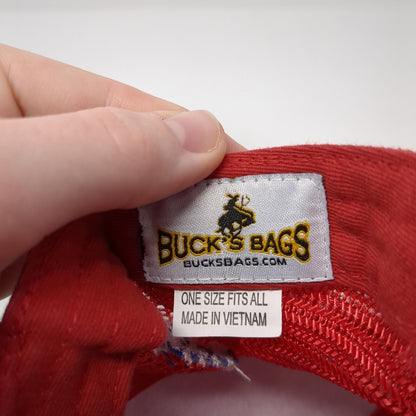 BUCK'S BAGS
BUCKSBAGS.COM
ONE SIZE FITS ALL
MADE IN VIETNAM